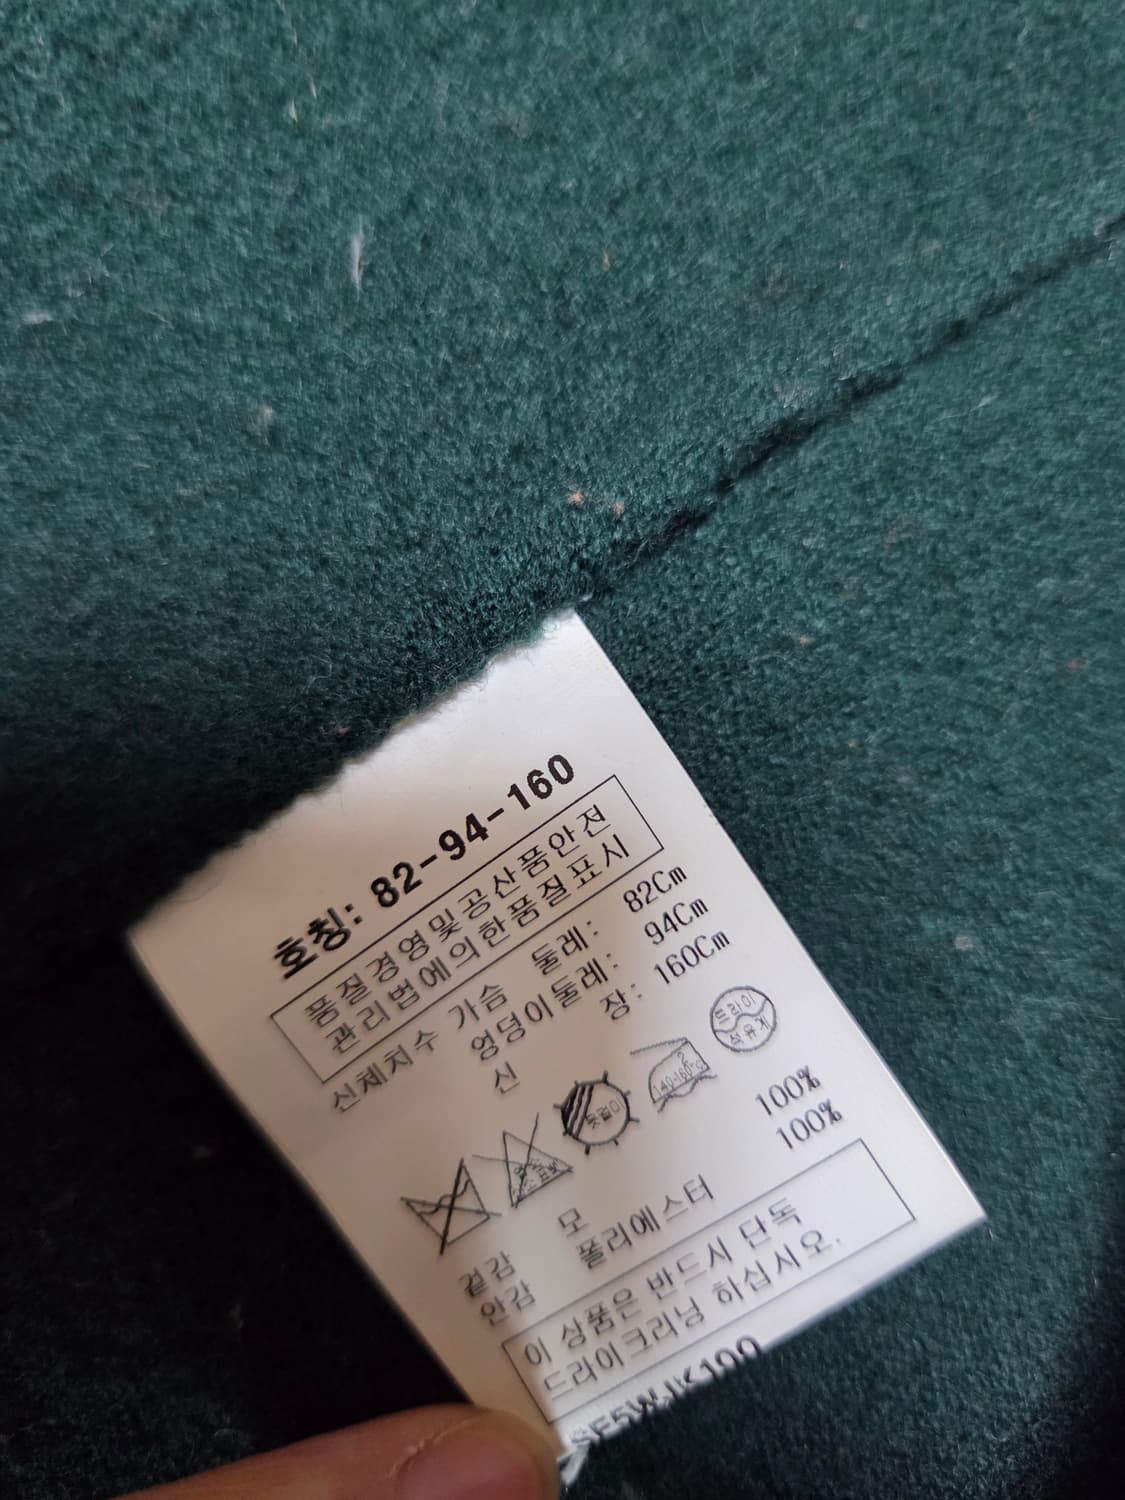 호칭: 82-94-160
품질경영및공산품안전
관리법에의한품질표시
신체치수 가슴 둘레: 82Cm
엉덩이둘레: 94Cm
신 장: 160Cm
드라이
석유계
140-160℃
옷걸이
겉감 모 100%
안감 폴리에스터 100%
이 상품은 반드시 단독
드라이크리닝 하십시오.